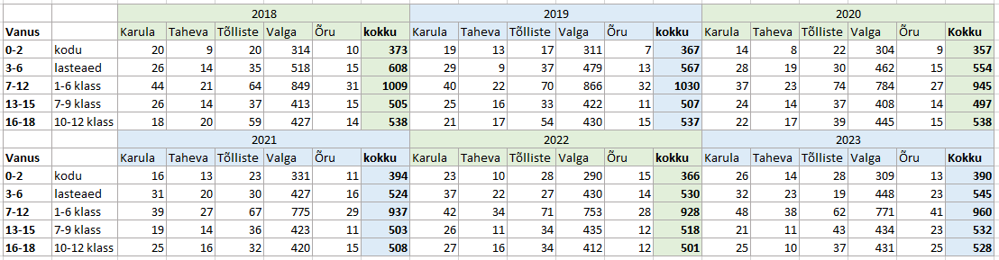 2018 2019 2020
Vanus Karula Taheva Tõlliste Valga Õru kokku Karula Taheva Tõlliste Valga Õru kokku Karula Taheva Tõlliste Valga Õru kokku
0-2 kodu 20 9 20 314 10 373 19 13 17 311 7 367 14 8 22 304 9 357
3-6 lasteaed 26 14 35 518 15 608 29 9 37 479 13 567 28 19 30 462 15 554
7-12 1-6 klass 44 21 64 849 31 1009 40 22 70 866 32 1030 37 23 74 784 27 945
13-15 7-9 klass 26 14 37 413 15 505 25 16 33 422 11 507 24 14 37 408 14 497
16-18 10-12 klass 18 20 59 427 14 538 21 17 54 430 15 537 22 17 39 445 15 538
2021 2022 2023
Vanus Karula Taheva Tõlliste Valga Õru kokku Karula Taheva Tõlliste Valga Õru kokku Karula Taheva Tõlliste Valga Õru Kokku
0-2 kodu 16 13 23 331 11 394 23 10 28 290 15 366 26 14 28 309 13 390
3-6 lasteaed 31 20 30 427 16 524 37 22 27 430 14 530 32 23 19 448 23 545
7-12 1-6 klass 39 27 67 775 29 937 42 34 71 753 28 928 48 38 62 771 41 960
13-15 7-9 klass 19 14 36 423 11 503 26 11 34 435 12 518 21 11 43 434 23 532
16-18 10-12 klass 25 16 32 420 15 508 27 16 34 412 12 501 25 10 37 431 25 528